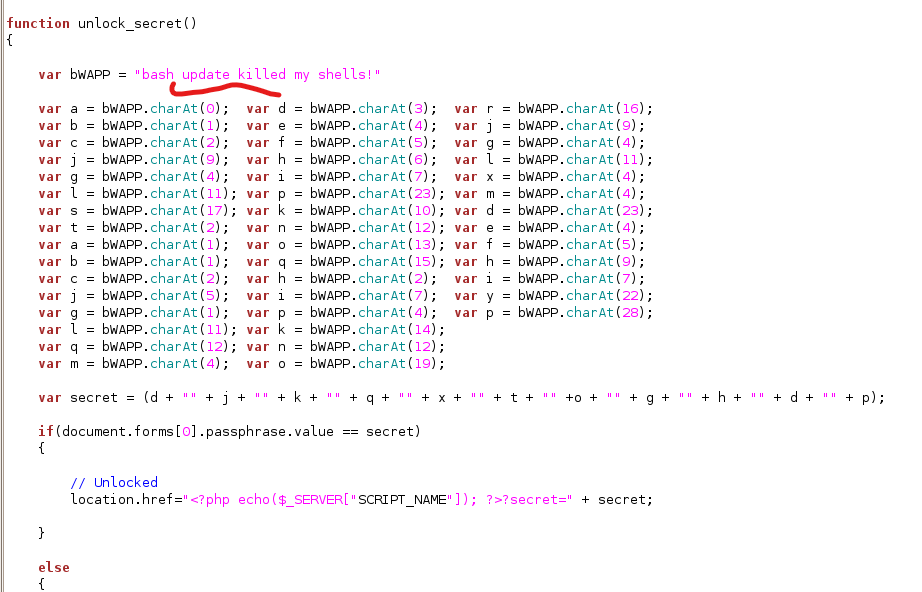 function unlock_secret()
{
var bWAPP = "bash update killed my shells!"
var a = bWAPP.charAt(0); var d = bWAPP.charAt(3); var r = bWAPP.charAt(16);
var b = bWAPP.charAt(1); var e = bWAPP.charAt(4); var j = bWAPP.charAt(9);
var c = bWAPP.charAt(2); var f = bWAPP.charAt(5); var g = bWAPP.charAt(4);
var j = bWAPP.charAt(9); var h = bWAPP.charAt(6); var l = bWAPP.charAt(11);
var g = bWAPP.charAt(4); var i = bWAPP.charAt(7); var x = bWAPP.charAt(4);
var l = bWAPP.charAt(11); var p = bWAPP.charAt(23); var m = bWAPP.charAt(4);
var s = bWAPP.charAt(17); var k = bWAPP.charAt(10); var d = bWAPP.charAt(23);
var t = bWAPP.charAt(2); var n = bWAPP.charAt(12); var e = bWAPP.charAt(4);
var a = bWAPP.charAt(1); var o = bWAPP.charAt(13); var f = bWAPP.charAt(5);
var b = bWAPP.charAt(1); var q = bWAPP.charAt(15); var h = bWAPP.charAt(9);
var c = bWAPP.charAt(2); var h = bWAPP.charAt(2); var i = bWAPP.charAt(7);
var j = bWAPP.charAt(5); var i = bWAPP.charAt(7); var y = bWAPP.charAt(22);
var g = bWAPP.charAt(1); var p = bWAPP.charAt(4); var p = bWAPP.charAt(28);
var l = bWAPP.charAt(11); var k = bWAPP.charAt(14);
var q = bWAPP.charAt(12); var n = bWAPP.charAt(12);
var m = bWAPP.charAt(4); var o = bWAPP.charAt(19);
var secret = (d + "" + j + "" + k + "" + q + "" + x + "" + t + "" +o + "" + g + "" + h + "" + d + "" + p);
if(document.forms[0].passphrase.value == secret)
{
// Unlocked
location.href="<?php echo($_SERVER["SCRIPT_NAME"]); ?>?secret=" + secret;
}
else
{